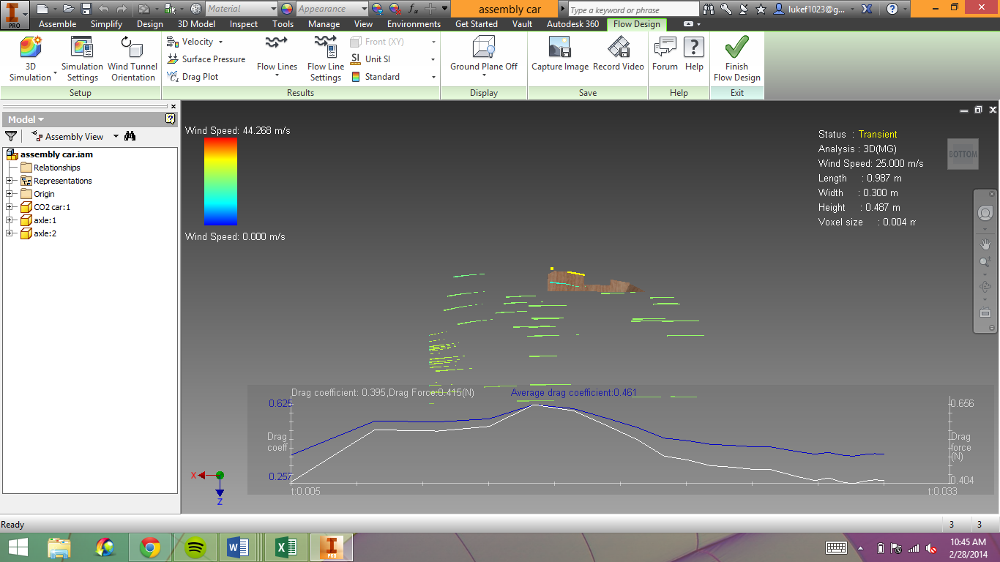 Material
Appearance
assembly car
Type a keyword or phrase
lukef1023@g...
PRO
Assemble Simplify Design 3D Model Inspect Tools Manage View Environments Get Started Vault Autodesk 360 Flow Design
3D Simulation
Simulation Settings
Wind Tunnel Orientation
Velocity
Surface Pressure
Drag Plot
Flow Lines
Flow Line Settings
Front (XY)
Unit SI
Standard
Ground Plane Off
Capture Image
Record Video
Forum
Help
Finish Flow Design
Setup Results Display Save Help Exit
Model
Assembly View
assembly car.iam
Relationships
Representations
Origin
CO2 car:1
axle:1
axle:2
Wind Speed: 44.268 m/s
Wind Speed: 0.000 m/s
Status : Transient
Analysis : 3D(MG)
Wind Speed: 25.000 m/s
Length : 0.987 m
Width : 0.300 m
Height : 0.487 m
Voxel size : 0.004 m
BOTTOM
Drag coefficient: 0.395,Drag Force:0.415(N) Average drag coefficient:0.461
0.625 0.656
Drag coeff
Drag force (N)
0.257 0.404
t:0.005 t:0.033
X
Z
Ready 3 3
PRO
10:45 AM
2/28/2014